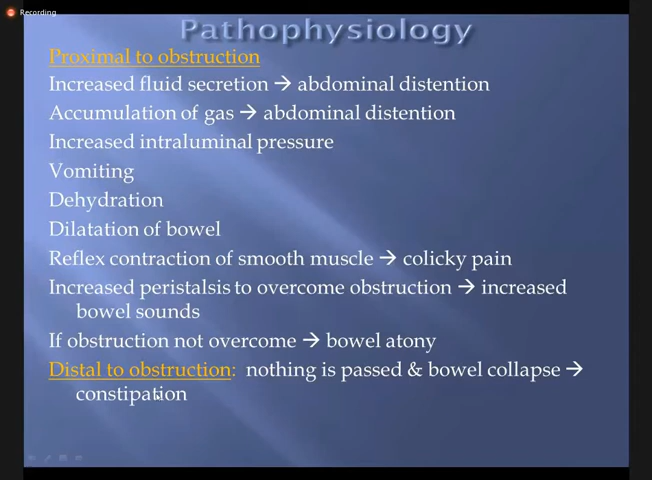 Recording
Pathophysiology
Proximal to obstruction
Increased fluid secretion → abdominal distention
Accumulation of gas → abdominal distention
Increased intraluminal pressure
Vomiting
Dehydration
Dilatation of bowel
Reflex contraction of smooth muscle → colicky pain
Increased peristalsis to overcome obstruction → increased
bowel sounds
If obstruction not overcome → bowel atony
Distal to obstruction: nothing is passed & bowel collapse →
constipation